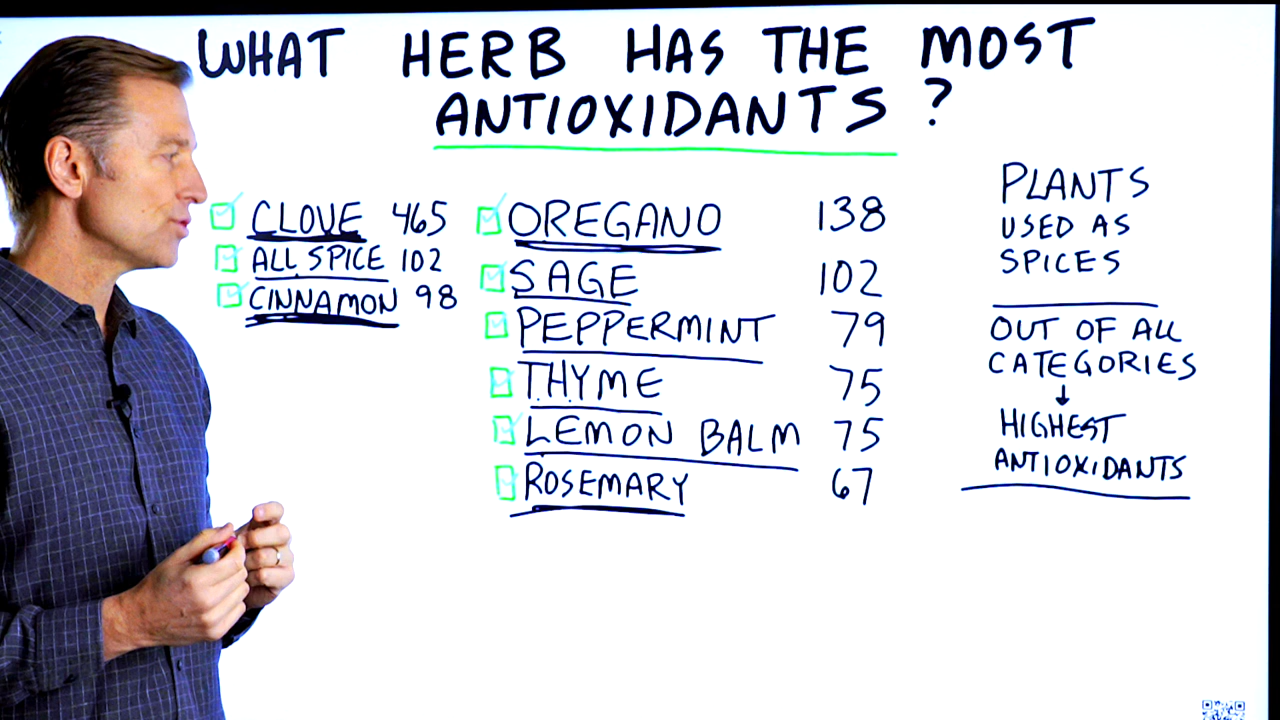 WHAT HERB HAS THE MOST
ANTIOXIDANTS?
CLOVE 465
ALL SPICE 102
CINNAMON 98
OREGANO 138
SAGE 102
PEPPERMINT 79
THYME 75
LEMON BALM 75
ROSEMARY 67
PLANTS
USED AS
SPICES
OUT OF ALL
CATEGORIES
↓
HIGHEST
ANTIOXIDANTS